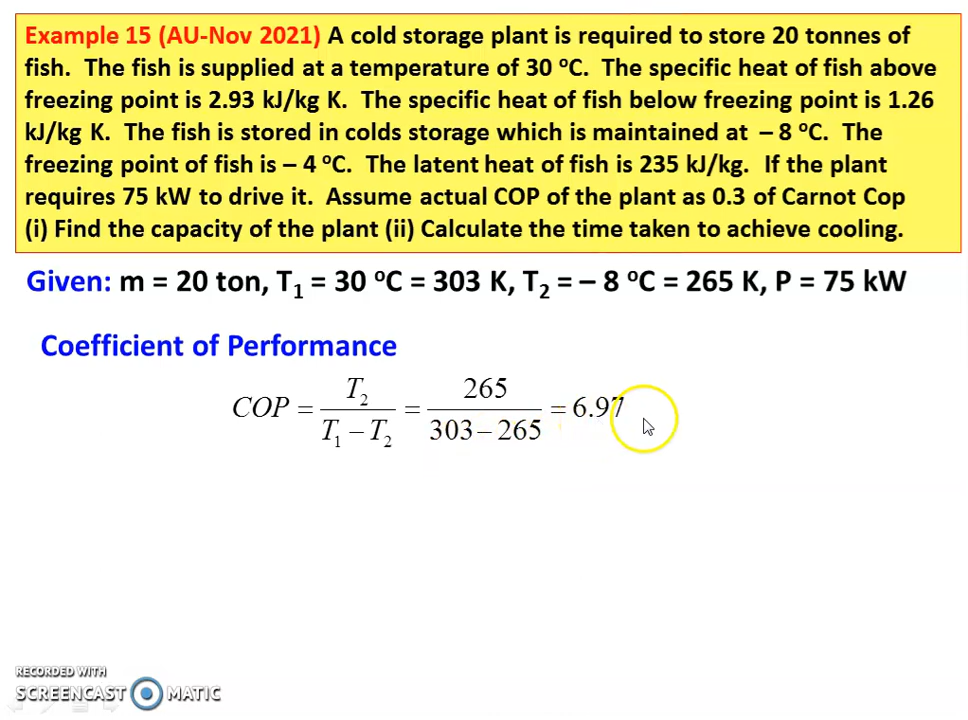 Example 15 (AU-Nov 2021) A cold storage plant is required to store 20 tonnes of
fish. The fish is supplied at a temperature of 30 ºC. The specific heat of fish above
freezing point is 2.93 kJ/kg K. The specific heat of fish below freezing point is 1.26
kJ/kg K. The fish is stored in colds storage which is maintained at – 8 ºC. The
freezing point of fish is – 4 ºC. The latent heat of fish is 235 kJ/kg. If the plant
requires 75 kW to drive it. Assume actual COP of the plant as 0.3 of Carnot Cop
(i) Find the capacity of the plant (ii) Calculate the time taken to achieve cooling.
Given: m = 20 ton, T₁ = 30 ºC = 303 K, T₂ = – 8 ºC = 265 K, P = 75 kW
Coefficient of Performance
COP = T₂ / (T₁ – T₂) = 265 / (303 – 265) = 6.97
RECORDED WITH
SCREENCAST MATIC